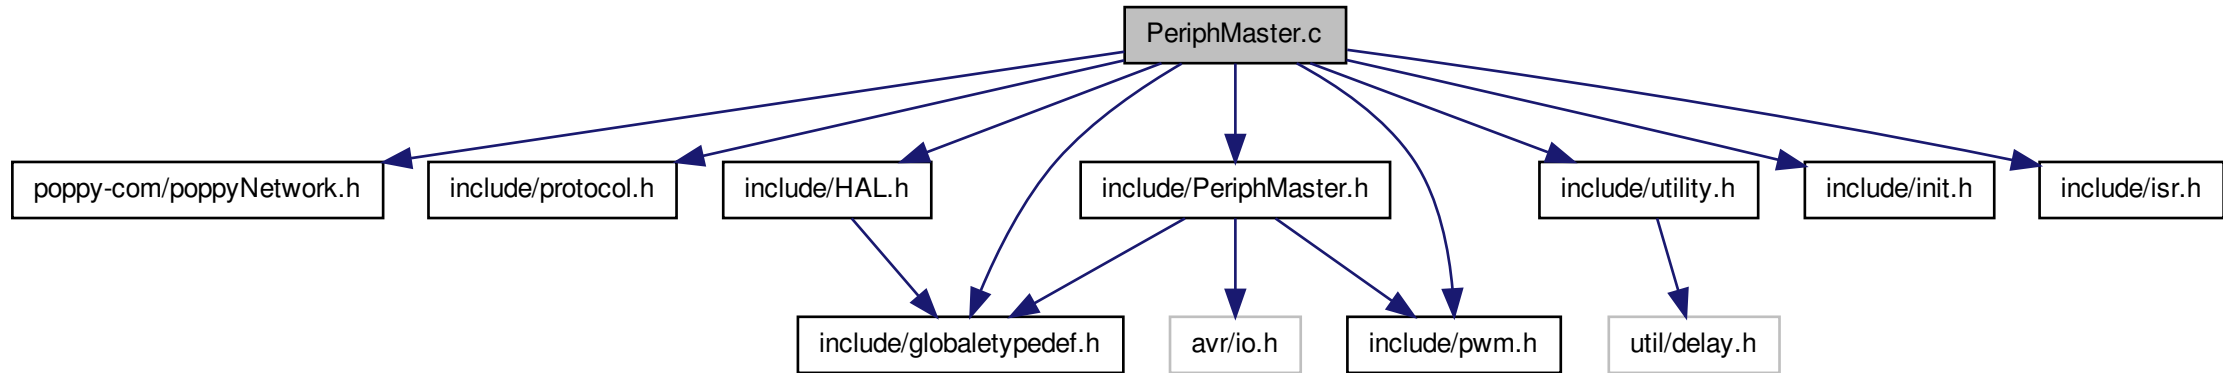 PeriphMaster.c
poppy-com/poppyNetwork.h
include/protocol.h
include/HAL.h
include/PeriphMaster.h
include/utility.h
include/init.h
include/isr.h
include/globaletypedef.h
avr/io.h
include/pwm.h
util/delay.h